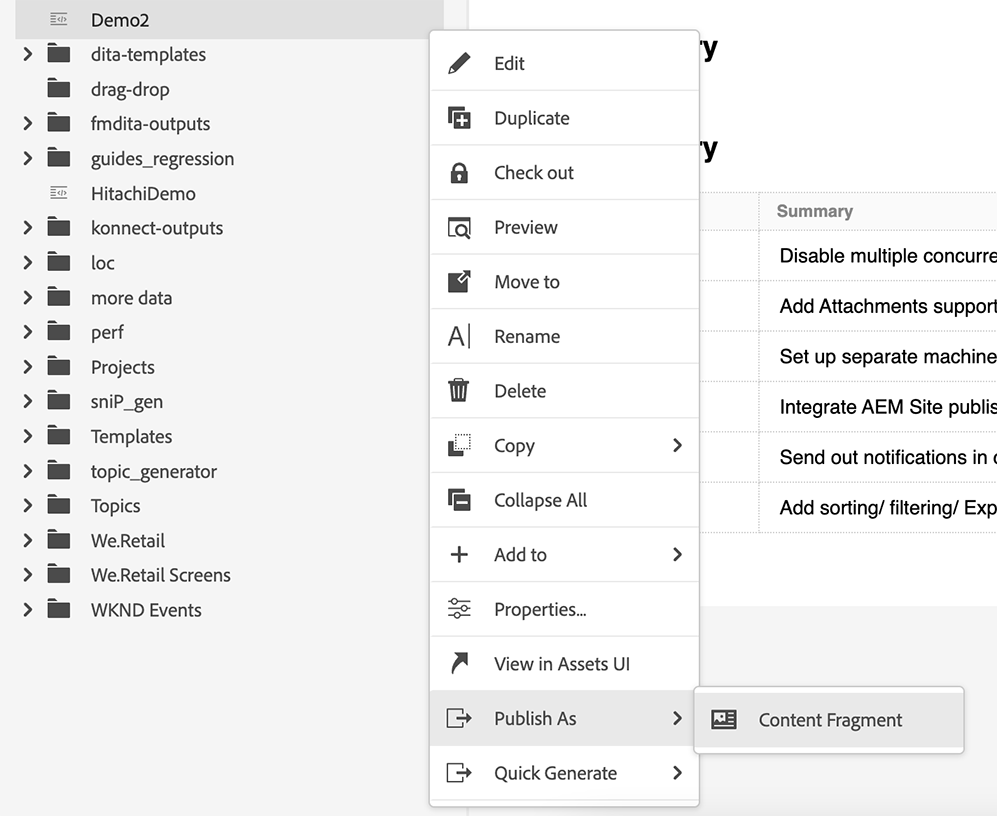 Demo2
dita-templates
drag-drop
fmdita-outputs
guides_regression
HitachiDemo
konnect-outputs
loc
more data
perf
Projects
sniP_gen
Templates
topic_generator
Topics
We.Retail
We.Retail Screens
WKND Events
Edit
Duplicate
Check out
Preview
Move to
Rename
Delete
Copy
Collapse All
Add to
Properties...
View in Assets UI
Publish As
Quick Generate
Content Fragment
ry
ry
Summary
Disable multiple concurre
Add Attachments support
Set up separate machine
Integrate AEM Site publis
Send out notifications in
Add sorting/ filtering/ Exp